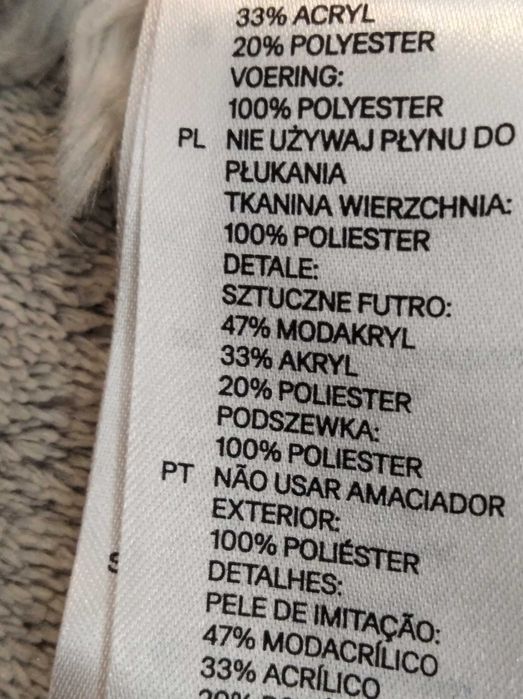 33% ACRYL
20% POLYESTER
VOERING:
100% POLYESTER
PL NIE UŻYWAJ PŁYNU DO
PŁUKANIA
TKANINA WIERZCHNIA:
100% POLIESTER
DETALE:
SZTUCZNE FUTRO:
47% MODAKRYL
33% AKRYL
20% POLIESTER
PODSZEWKA:
100% POLIESTER
PT NÃO USAR AMACIADOR
EXTERIOR:
100% POLIÉSTER
DETALHES:
PELE DE IMITAÇÃO:
47% MODACRÍLICO
33% ACRÍLICO